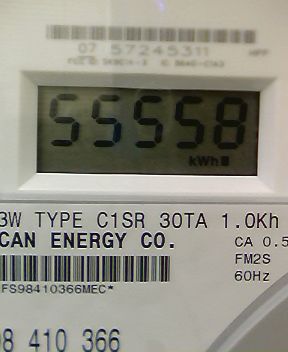 07 57245311
55558
kWh
3W TYPE C1SR 30TA 1.0Kh
CAN ENERGY CO.
CA 0.5
FM2S
60Hz
FS98410366MEC*
98 410 366